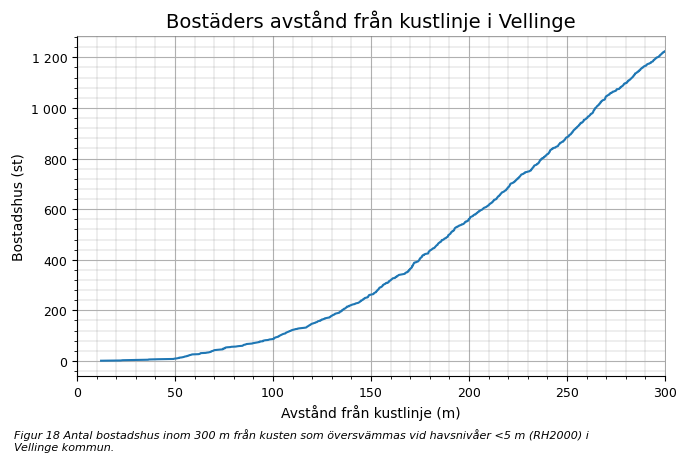 Bostäders avstånd från kustlinje i Vellinge
1 200
1 000
800
600
400
200
0
Bostadshus (st)
0 50 100 150 200 250 300
Avstånd från kustlinje (m)
Figur 18 Antal bostadshus inom 300 m från kusten som översvämmas vid havsnivåer <5 m (RH2000) i
Vellinge kommun.